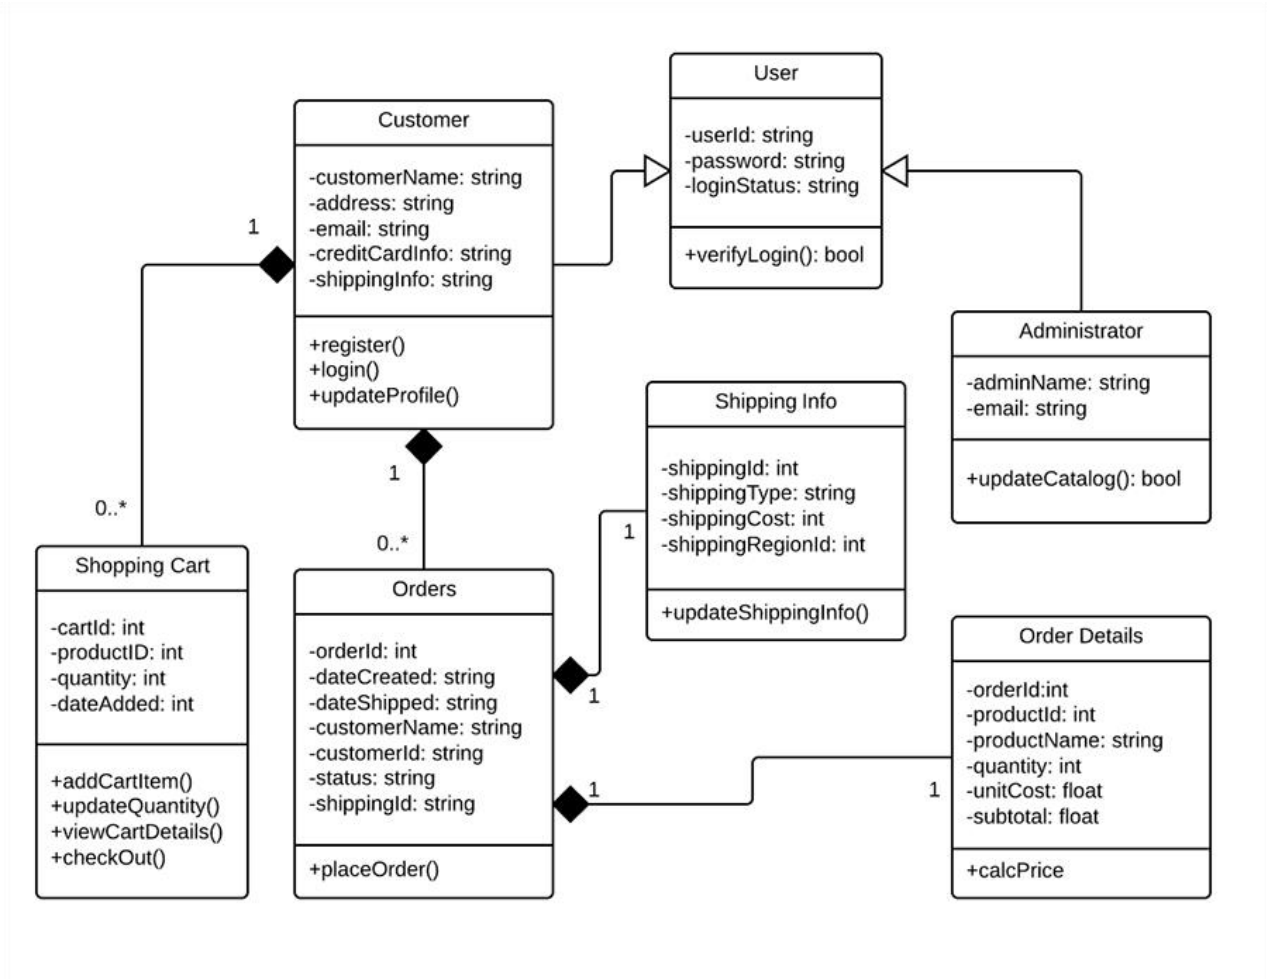 User
-userId: string
-password: string
-loginStatus: string
+verifyLogin(): bool
Customer
-customerName: string
-address: string
-email: string
-creditCardInfo: string
-shippingInfo: string
+register()
+login()
+updateProfile()
1
0..*
1
0..*
Administrator
-adminName: string
-email: string
+updateCatalog(): bool
Shipping Info
-shippingId: int
-shippingType: string
-shippingCost: int
-shippingRegionId: int
+updateShippingInfo()
1
1
Shopping Cart
-cartId: int
-productID: int
-quantity: int
-dateAdded: int
+addCartItem()
+updateQuantity()
+viewCartDetails()
+checkOut()
Orders
-orderId: int
-dateCreated: string
-dateShipped: string
-customerName: string
-customerId: string
-status: string
-shippingId: string
+placeOrder()
1
1
Order Details
-orderId:int
-productId: int
-productName: string
-quantity: int
-unitCost: float
-subtotal: float
+calcPrice